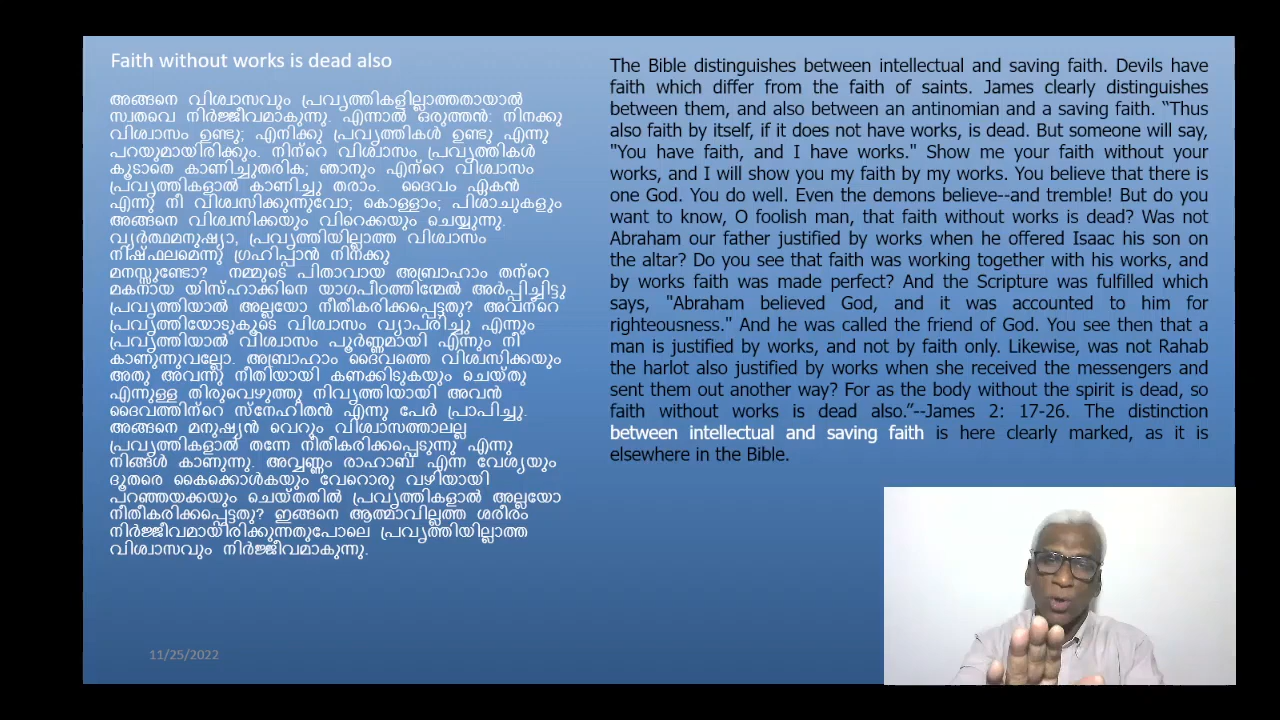 Faith without works is dead also
അങ്ങനെ വിശ്വാസവും പ്രവൃത്തികളില്ലാത്തതായാൽ
സ്വതവെ നിർജ്ജീവമാകുന്നു. എന്നാൽ ഒരുത്തൻ: നിനക്കു
വിശ്വാസം ഉണ്ടു; എനിക്കു പ്രവൃത്തികൾ ഉണ്ടു എന്നു
പറയുമായിരിക്കും. നിന്റെ വിശ്വാസം പ്രവൃത്തികൾ
കൂടാതെ കാണിച്ചുതരിക; ഞാനും എന്റെ വിശ്വാസം
പ്രവൃത്തികളാൽ കാണിച്ചു തരാം. ദൈവം ഏകൻ
എന്നു നീ വിശ്വസിക്കുന്നുവോ; കൊള്ളാം; പിശാചുകളും
അങ്ങനെ വിശ്വസിക്കയും വിറെക്കയും ചെയ്യുന്നു.
വ്യർത്ഥമനുഷ്യാ, പ്രവൃത്തിയില്ലാത്ത വിശ്വാസം
നിഷ്ഫലമെന്നു ഗ്രഹിപ്പാൻ നിനക്കു
മനസ്സുണ്ടോ? നമ്മുടെ പിതാവായ അബ്രാഹാം തന്റെ
മകനായ യിസ്ഹാക്കിനെ യാഗപീഠത്തിന്മേൽ അർപ്പിച്ചിട്ടു
പ്രവൃത്തിയാൽ അല്ലയോ നീതീകരിക്കപ്പെട്ടതു? അവന്റെ
പ്രവൃത്തിയോടുകൂടെ വിശ്വാസം വ്യാപരിച്ചു എന്നും
പ്രവൃത്തിയാൽ വിശ്വാസം പൂർണ്ണമായി എന്നും നീ
കാണുന്നുവല്ലോ. അബ്രാഹാം ദൈവത്തെ വിശ്വസിക്കയും
അതു അവന്നു നീതിയായി കണക്കിടുകയും ചെയ്തു
എന്നുള്ള തിരുവെഴുത്തു നിവൃത്തിയായി അവൻ
ദൈവത്തിന്റെ സ്നേഹിതൻ എന്നു പേർ പ്രാപിച്ചു.
അങ്ങനെ മനുഷ്യൻ വെറും വിശ്വാസത്താലല്ല
പ്രവൃത്തികളാൽ തന്നേ നീതീകരിക്കപ്പെടുന്നു എന്നു
നിങ്ങൾ കാണുന്നു. അവ്വണ്ണം രാഹാബ് എന്ന വേശ്യയും
ദൂതരെ കൈക്കൊൾകയും വേറൊരു വഴിയായി
പറഞ്ഞയക്കയും ചെയ്തതിൽ പ്രവൃത്തികളാൽ അല്ലയോ
നീതീകരിക്കപ്പെട്ടതു? ഇങ്ങനെ ആത്മാവില്ലാത്ത ശരീരം
നിർജ്ജീവമായിരിക്കുന്നതുപോലെ പ്രവൃത്തിയില്ലാത്ത
വിശ്വാസവും നിർജ്ജീവമാകുന്നു.
The Bible distinguishes between intellectual and saving faith. Devils have
faith which differ from the faith of saints. James clearly distinguishes
between them, and also between an antinomian and a saving faith. “Thus
also faith by itself, if it does not have works, is dead. But someone will say,
"You have faith, and I have works." Show me your faith without your
works, and I will show you my faith by my works. You believe that there is
one God. You do well. Even the demons believe--and tremble! But do you
want to know, O foolish man, that faith without works is dead? Was not
Abraham our father justified by works when he offered Isaac his son on
the altar? Do you see that faith was working together with his works, and
by works faith was made perfect? And the Scripture was fulfilled which
says, "Abraham believed God, and it was accounted to him for
righteousness." And he was called the friend of God. You see then that a
man is justified by works, and not by faith only. Likewise, was not Rahab
the harlot also justified by works when she received the messengers and
sent them out another way? For as the body without the spirit is dead, so
faith without works is dead also.”--James 2: 17-26. The distinction
between intellectual and saving faith is here clearly marked, as it is
elsewhere in the Bible.
11/25/2022